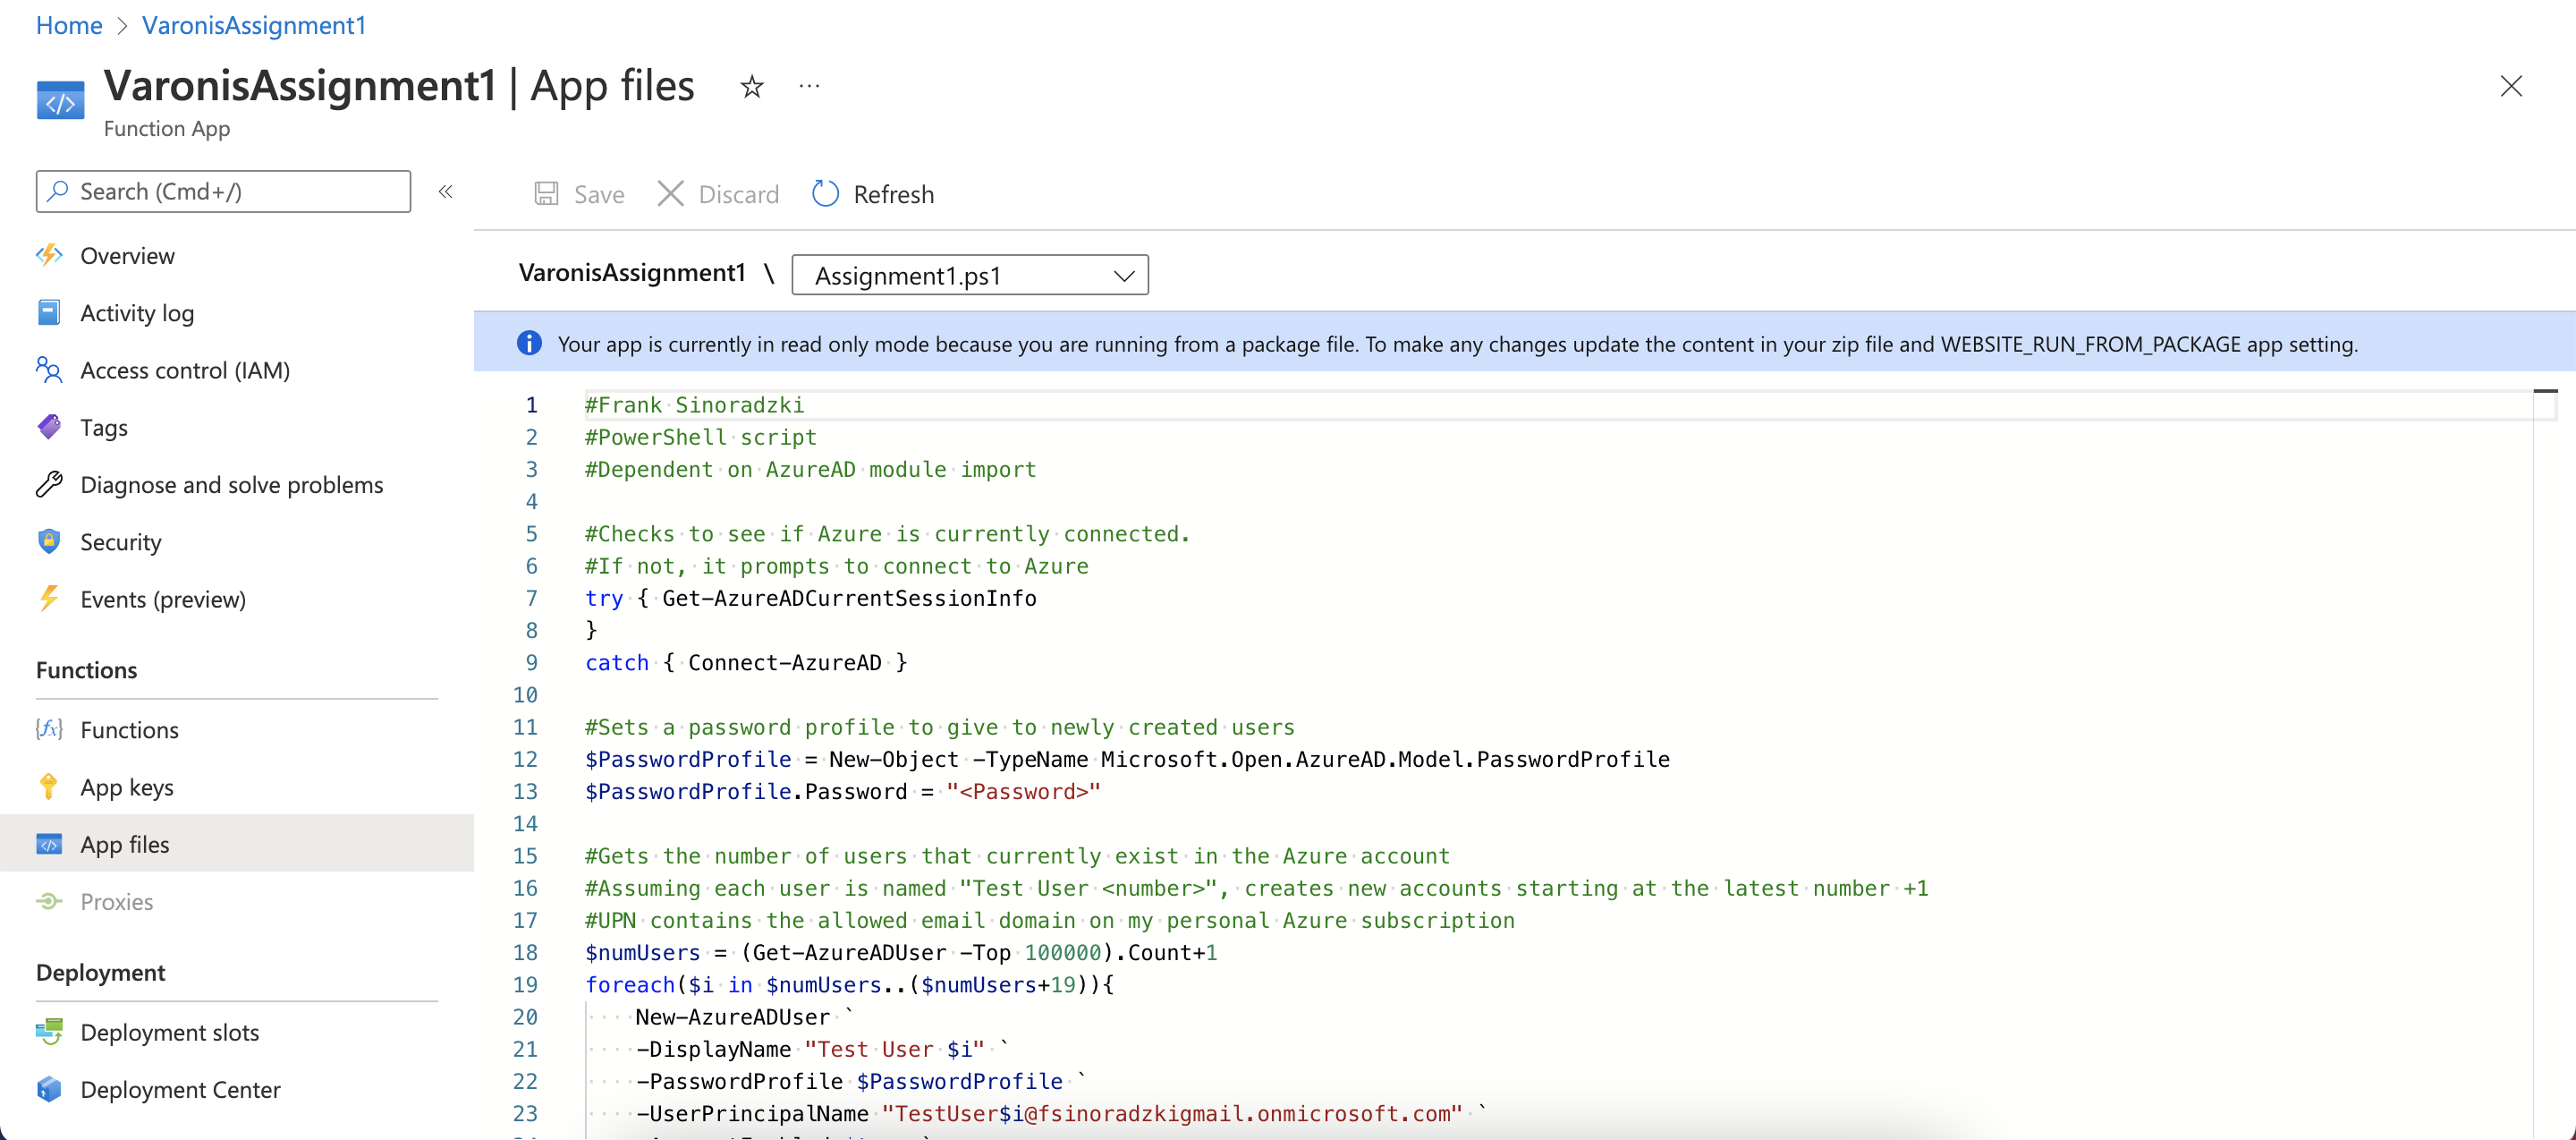 Home > VaronisAssignment1
VaronisAssignment1 | App files
Function App
Search (Cmd+/)
Overview
Activity log
Access control (IAM)
Tags
Diagnose and solve problems
Security
Events (preview)
Functions
Functions
App keys
App files
Proxies
Deployment
Deployment slots
Deployment Center
Save Discard Refresh
VaronisAssignment1 \ Assignment1.ps1
Your app is currently in read only mode because you are running from a package file. To make any changes update the content in your zip file and WEBSITE_RUN_FROM_PACKAGE app setting.
1 #Frank Sinoradzki
2 #PowerShell script
3 #Dependent on AzureAD module import
4
5 #Checks to see if Azure is currently connected.
6 #If not, it prompts to connect to Azure
7 try { Get-AzureADCurrentSessionInfo
8 }
9 catch { Connect-AzureAD }
10
11 #Sets a password profile to give to newly created users
12 $PasswordProfile = New-Object -TypeName Microsoft.Open.AzureAD.Model.PasswordProfile
13 $PasswordProfile.Password = "<Password>"
14
15 #Gets the number of users that currently exist in the Azure account
16 #Assuming each user is named "Test User <number>", creates new accounts starting at the latest number +1
17 #UPN contains the allowed email domain on my personal Azure subscription
18 $numUsers = (Get-AzureADUser -Top 100000).Count+1
19 foreach($i in $numUsers..($numUsers+19)){
20 New-AzureADUser `
21 -DisplayName "Test User $i" `
22 -PasswordProfile $PasswordProfile `
23 -UserPrincipalName "TestUser$i@fsinoradzkigmail.onmicrosoft.com" `